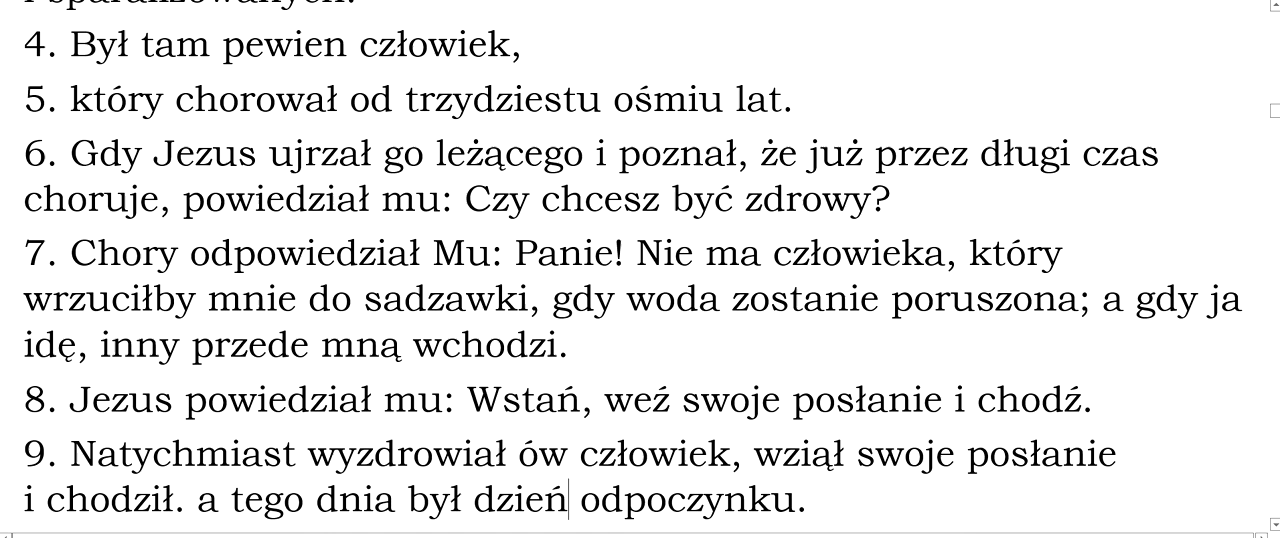 i sparaliżowanych.
4. Był tam pewien człowiek,
5. który chorował od trzydziestu ośmiu lat.
6. Gdy Jezus ujrzał go leżącego i poznał, że już przez długi czas
choruje, powiedział mu: Czy chcesz być zdrowy?
7. Chory odpowiedział Mu: Panie! Nie ma człowieka, który
wrzuciłby mnie do sadzawki, gdy woda zostanie poruszona; a gdy ja
idę, inny przede mną wchodzi.
8. Jezus powiedział mu: Wstań, weź swoje posłanie i chodź.
9. Natychmiast wyzdrowiał ów człowiek, wziął swoje posłanie
i chodził. a tego dnia był dzień odpoczynku.